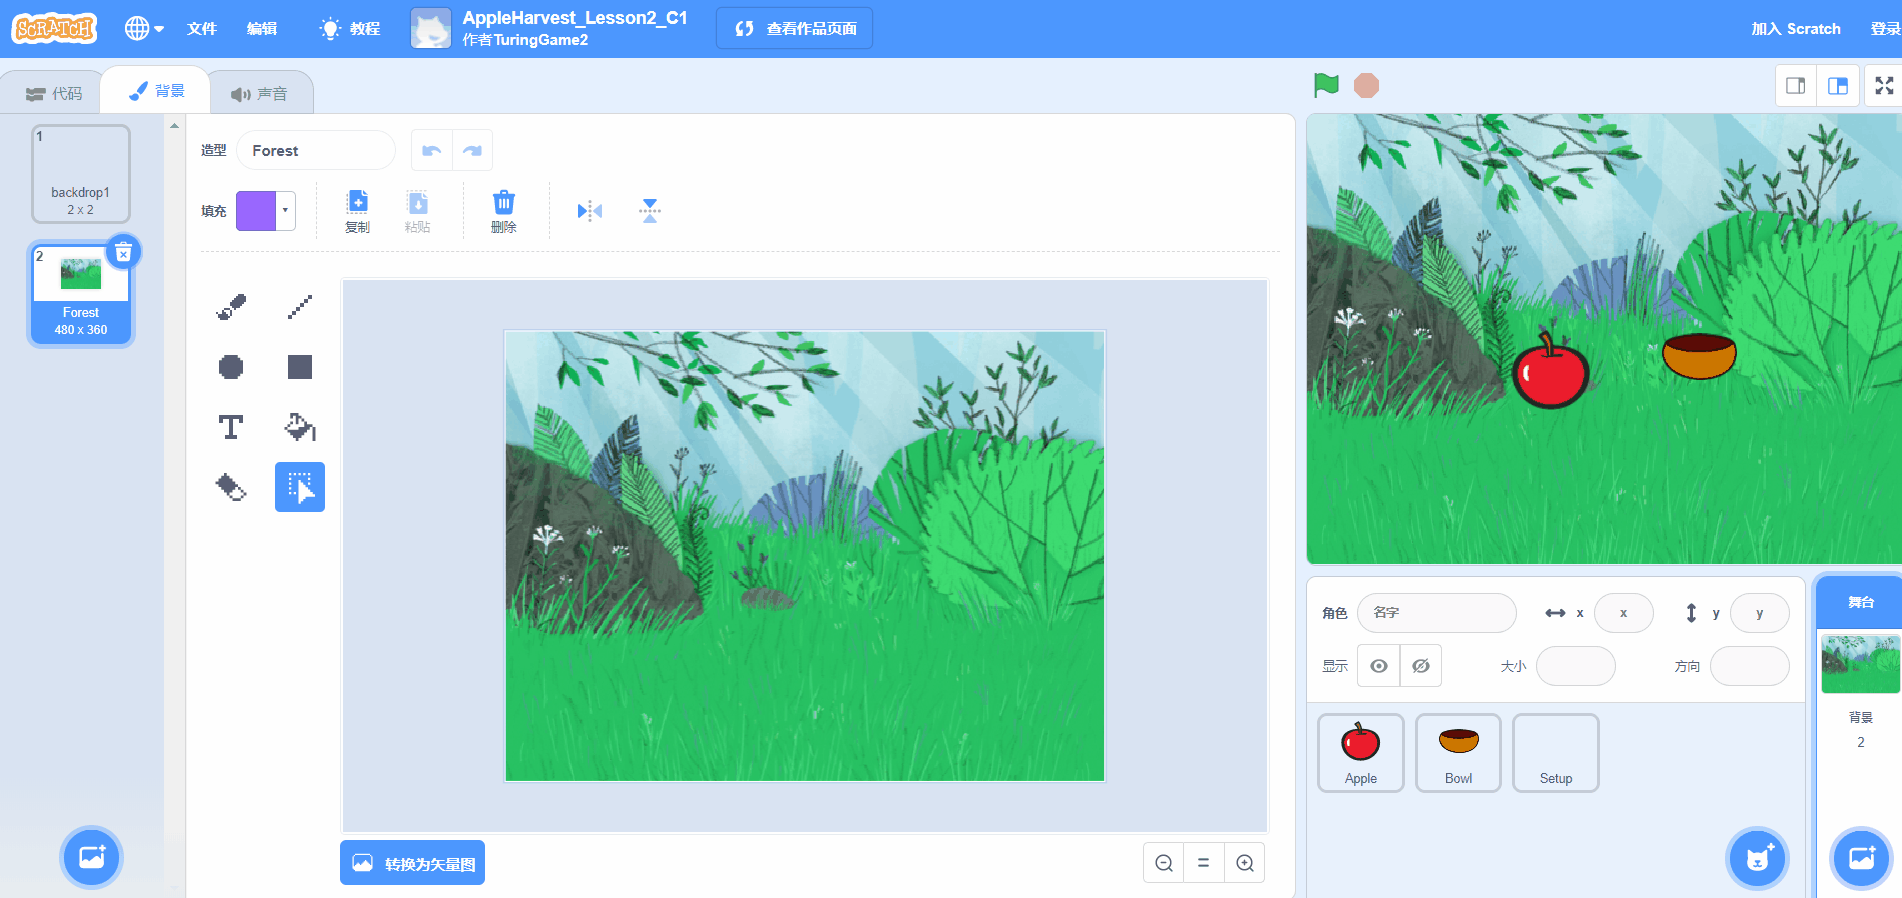 SCRATCH 文件 编辑 教程 AppleHarvest_Lesson2_C1
作者TuringGame2 查看作品页面 加入 Scratch 登录
代码 背景 声音
1
backdrop1
2 x 2
2
Forest
480 x 360
造型 Forest
填充 复制 粘贴 删除
T
转换为矢量图
角色 名字 x x y y
显示 大小 方向
Apple Bowl Setup
舞台
背景
2